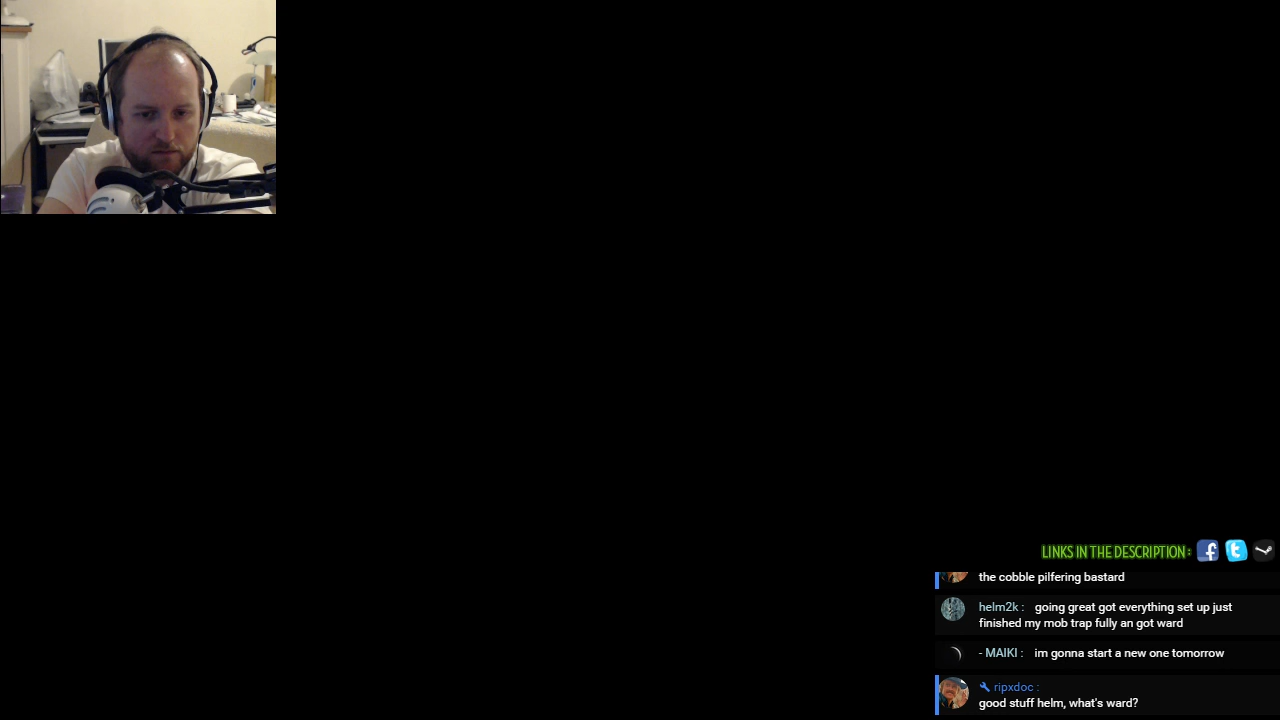 LINKS IN THE DESCRIPTION :
the cobble pilfering bastard
helm2k : going great got everything set up just
finished my mob trap fully an got ward
- MAIKI : im gonna start a new one tomorrow
ripxdoc :
good stuff helm, what's ward?